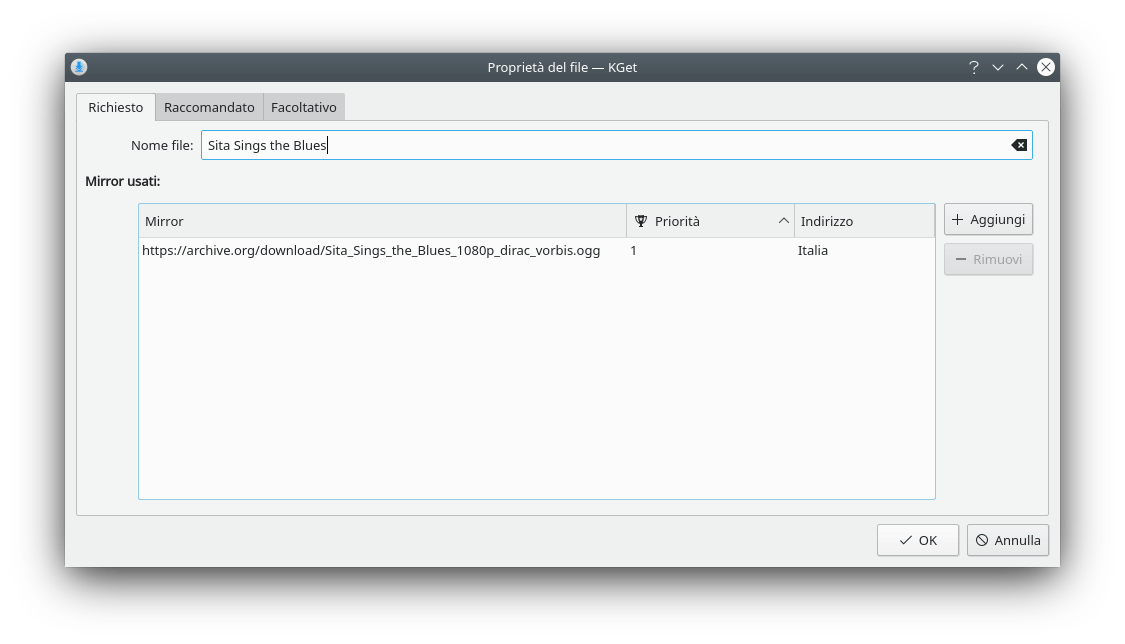 Proprietà del file — KGet
Richiesto Raccomandato Facoltativo
Nome file: Sita Sings the Blues
Mirror usati:
Mirror Priorità Indirizzo
https://archive.org/download/Sita_Sings_the_Blues_1080p_dirac_vorbis.ogg 1 Italia
Aggiungi
Rimuovi
OK Annulla